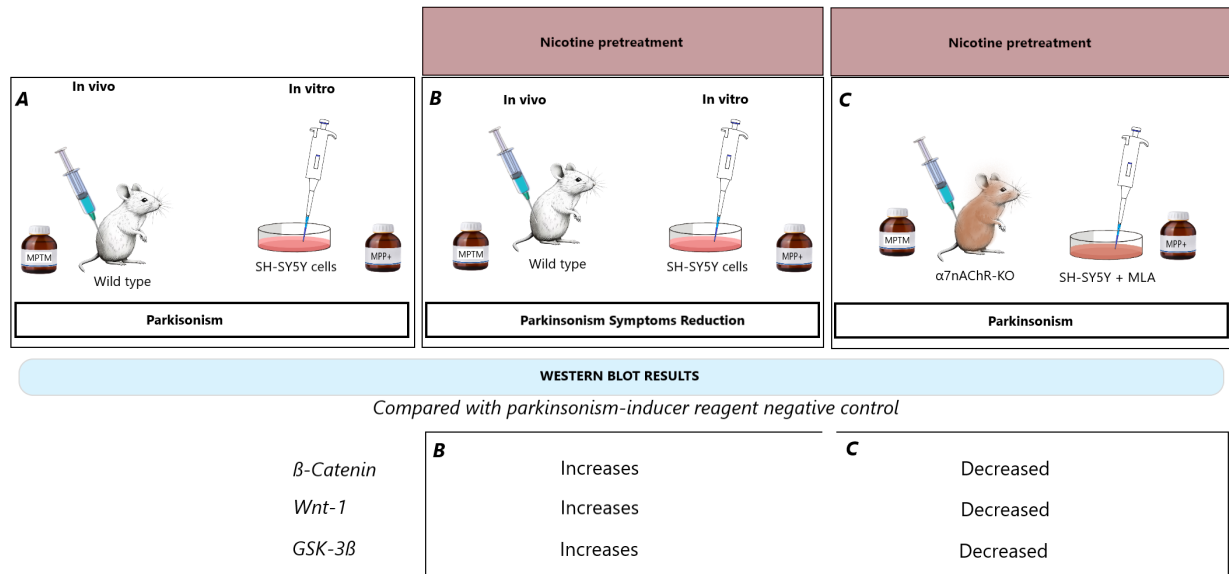 Nicotine pretreatment
Nicotine pretreatment
A
In vivo
In vitro
MPTM
Wild type
SH-SY5Y cells
MPP+
Parkisonism
B
In vivo
In vitro
MPTM
Wild type
SH-SY5Y cells
MPP+
Parkinsonism Symptoms Reduction
C
MPTM
α7nAChR-KO
SH-SY5Y + MLA
MPP+
Parkinsonism
WESTERN BLOT RESULTS
Compared with parkinsonism-inducer reagent negative control
B
C
ß-Catenin
Increases
Decreased
Wnt-1
Increases
Decreased
GSK-3ß
Increases
Decreased